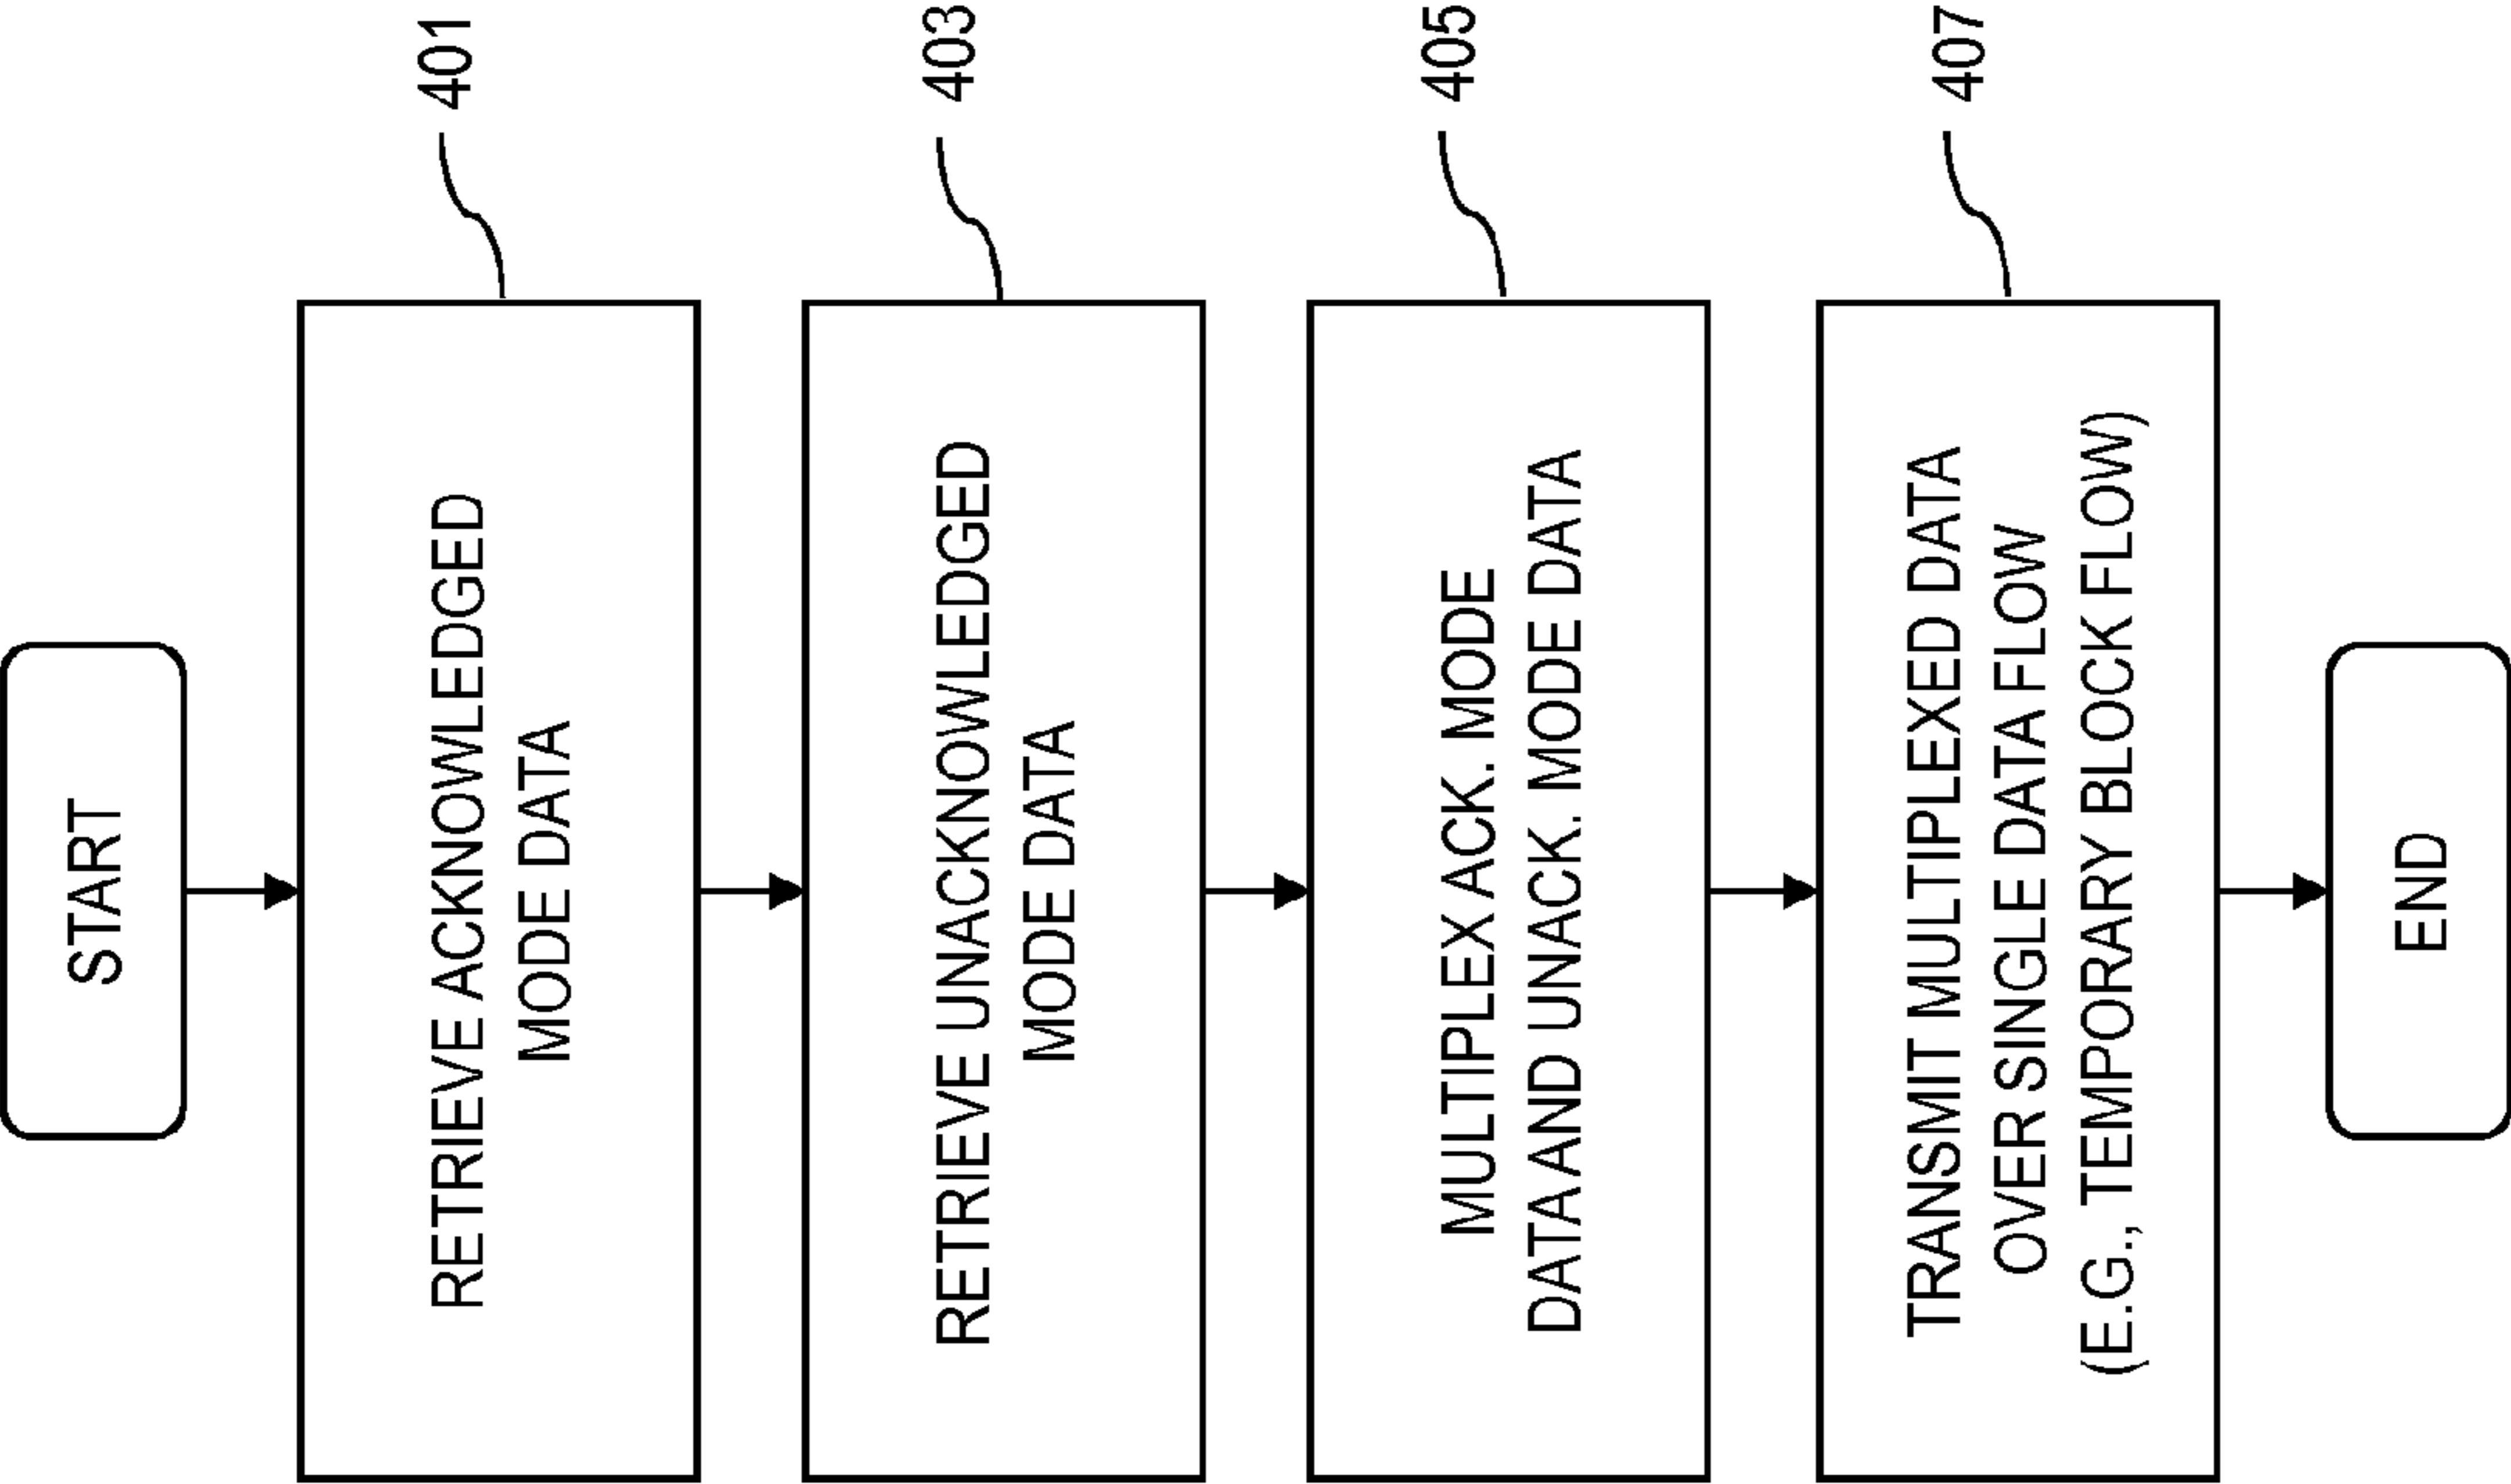 START
401
RETRIEVE ACKNOWLEDGED
MODE DATA
403
RETRIEVE UNACKNOWLEDGED
MODE DATA
405
MULTIPLEX ACK. MODE
DATA AND UNACK. MODE DATA
407
TRANSMIT MULTIPLEXED DATA
OVER SINGLE DATA FLOW
(E.G., TEMPORARY BLOCK FLOW)
END